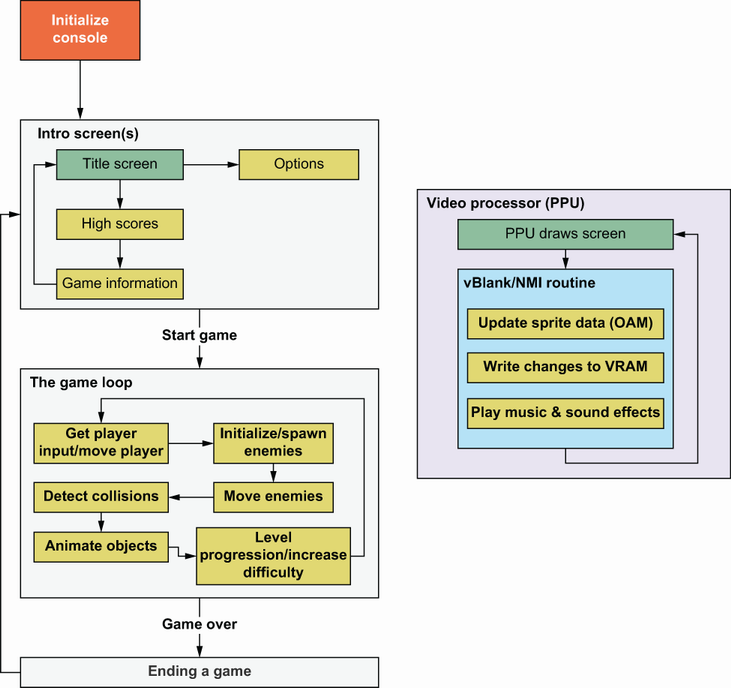 Initialize
console
Intro screen(s)
Title screen
Options
High scores
Game information
Start game
The game loop
Get player
input/move player
Initialize/spawn
enemies
Detect collisions
Move enemies
Animate objects
Level
progression/increase
difficulty
Game over
Ending a game
Video processor (PPU)
PPU draws screen
vBlank/NMI routine
Update sprite data (OAM)
Write changes to VRAM
Play music & sound effects